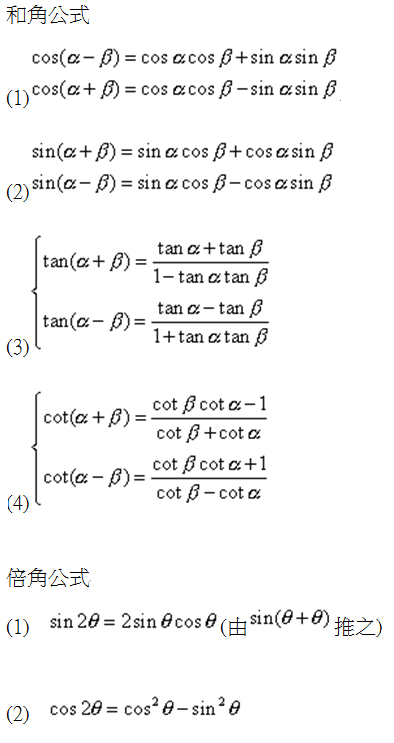 和角公式
cos(α−β)=cos α cos β+sin α sin β
(1) cos(α+β)=cos α cos β−sin α sin β
sin(α+β)=sin α cos β+cos α sin β
(2) sin(α−β)=sin α cos β−cos α sin β
tan(α+β)=(tan α+tan β)/(1−tan α tan β)
(3) tan(α−β)=(tan α−tan β)/(1+tan α tan β)
cot(α+β)=(cot β cot α−1)/(cot β+cot α)
(4) cot(α−β)=(cot β cot α+1)/(cot β−cot α)
倍角公式
(1) sin 2θ=2sin θ cos θ (由 sin(θ+θ) 推之)
(2) cos 2θ=cos² θ−sin² θ